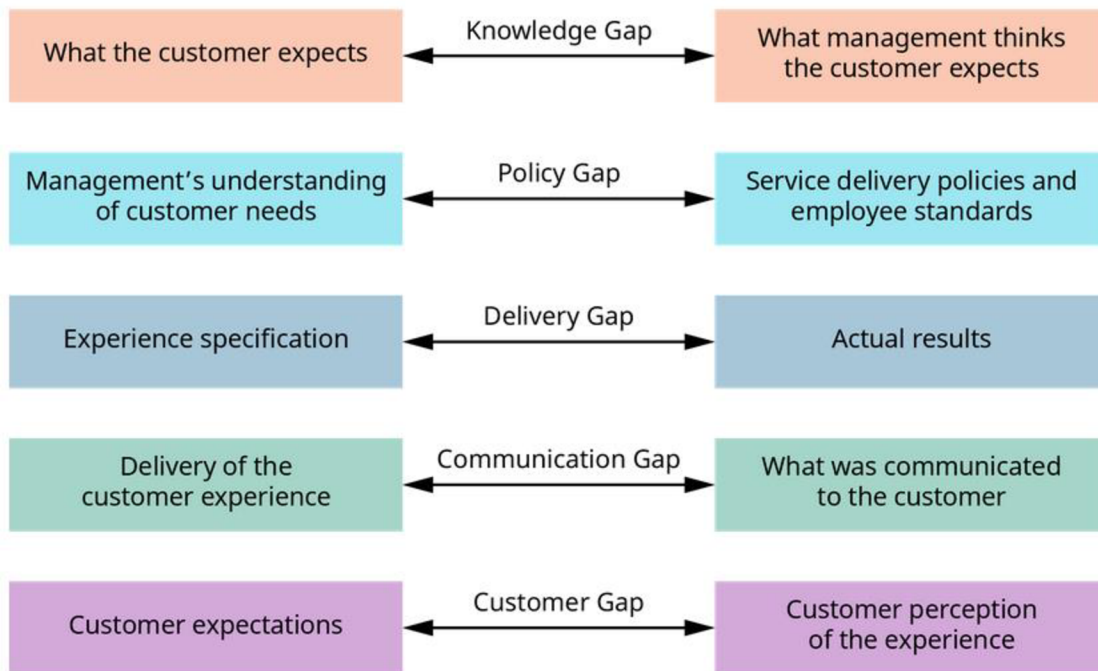 What the customer expects
Knowledge Gap
What management thinks
the customer expects
Management’s understanding
of customer needs
Policy Gap
Service delivery policies and
employee standards
Experience specification
Delivery Gap
Actual results
Delivery of the
customer experience
Communication Gap
What was communicated
to the customer
Customer expectations
Customer Gap
Customer perception
of the experience